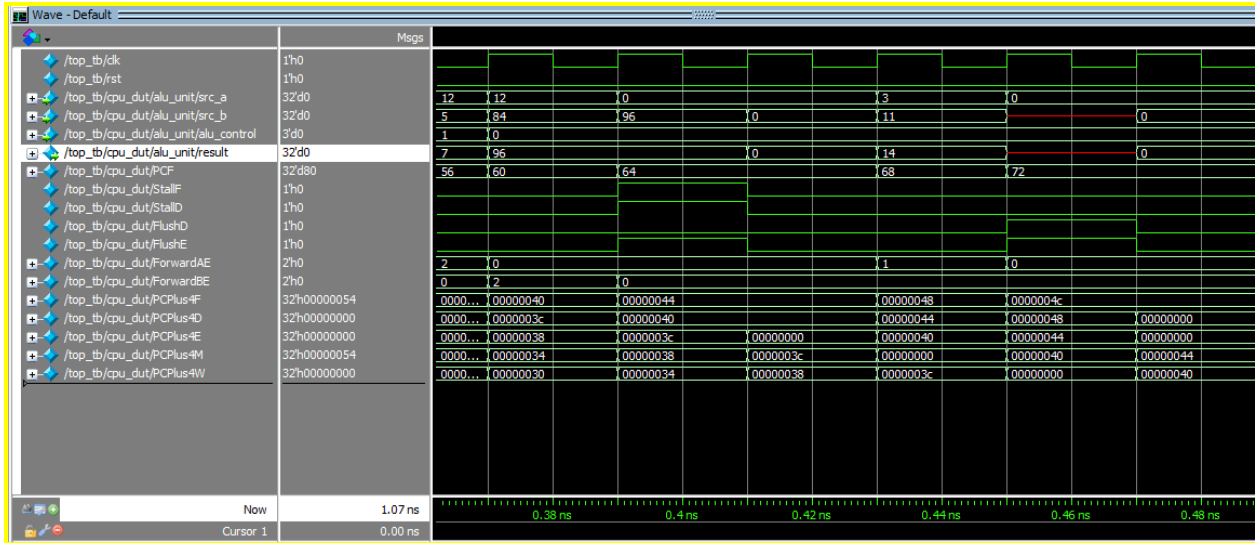 Wave - Default
Msgs
/top_tb/clk 1'h0
/top_tb/rst 1'h0
/top_tb/cpu_dut/alu_unit/src_a 32'd0 12 12 0 3 0
/top_tb/cpu_dut/alu_unit/src_b 32'd0 5 84 96 0 11 0
/top_tb/cpu_dut/alu_unit/alu_control 3'd0 1 0
/top_tb/cpu_dut/alu_unit/result 32'd0 7 96 0 14 0
/top_tb/cpu_dut/PCF 32'd80 56 60 64 68 72
/top_tb/cpu_dut/StallF 1'h0
/top_tb/cpu_dut/StallD 1'h0
/top_tb/cpu_dut/FlushD 1'h0
/top_tb/cpu_dut/FlushE 1'h0
/top_tb/cpu_dut/ForwardAE 2'h0 2 0 1 0
/top_tb/cpu_dut/ForwardBE 2'h0 0 2 0
/top_tb/cpu_dut/PCPlus4F 32'h00000054 0000... 00000040 00000044 00000048 0000004c
/top_tb/cpu_dut/PCPlus4D 32'h00000000 0000... 0000003c 00000040 00000044 00000048 00000000
/top_tb/cpu_dut/PCPlus4E 32'h00000000 0000... 00000038 0000003c 00000000 00000040 00000044 00000000
/top_tb/cpu_dut/PCPlus4M 32'h00000054 0000... 00000034 00000038 0000003c 00000000 00000040 00000044
/top_tb/cpu_dut/PCPlus4W 32'h00000000 0000... 00000030 00000034 00000038 0000003c 00000000 00000040
Now 1.07 ns 0.38 ns 0.4 ns 0.42 ns 0.44 ns 0.46 ns 0.48 ns
Cursor 1 0.00 ns